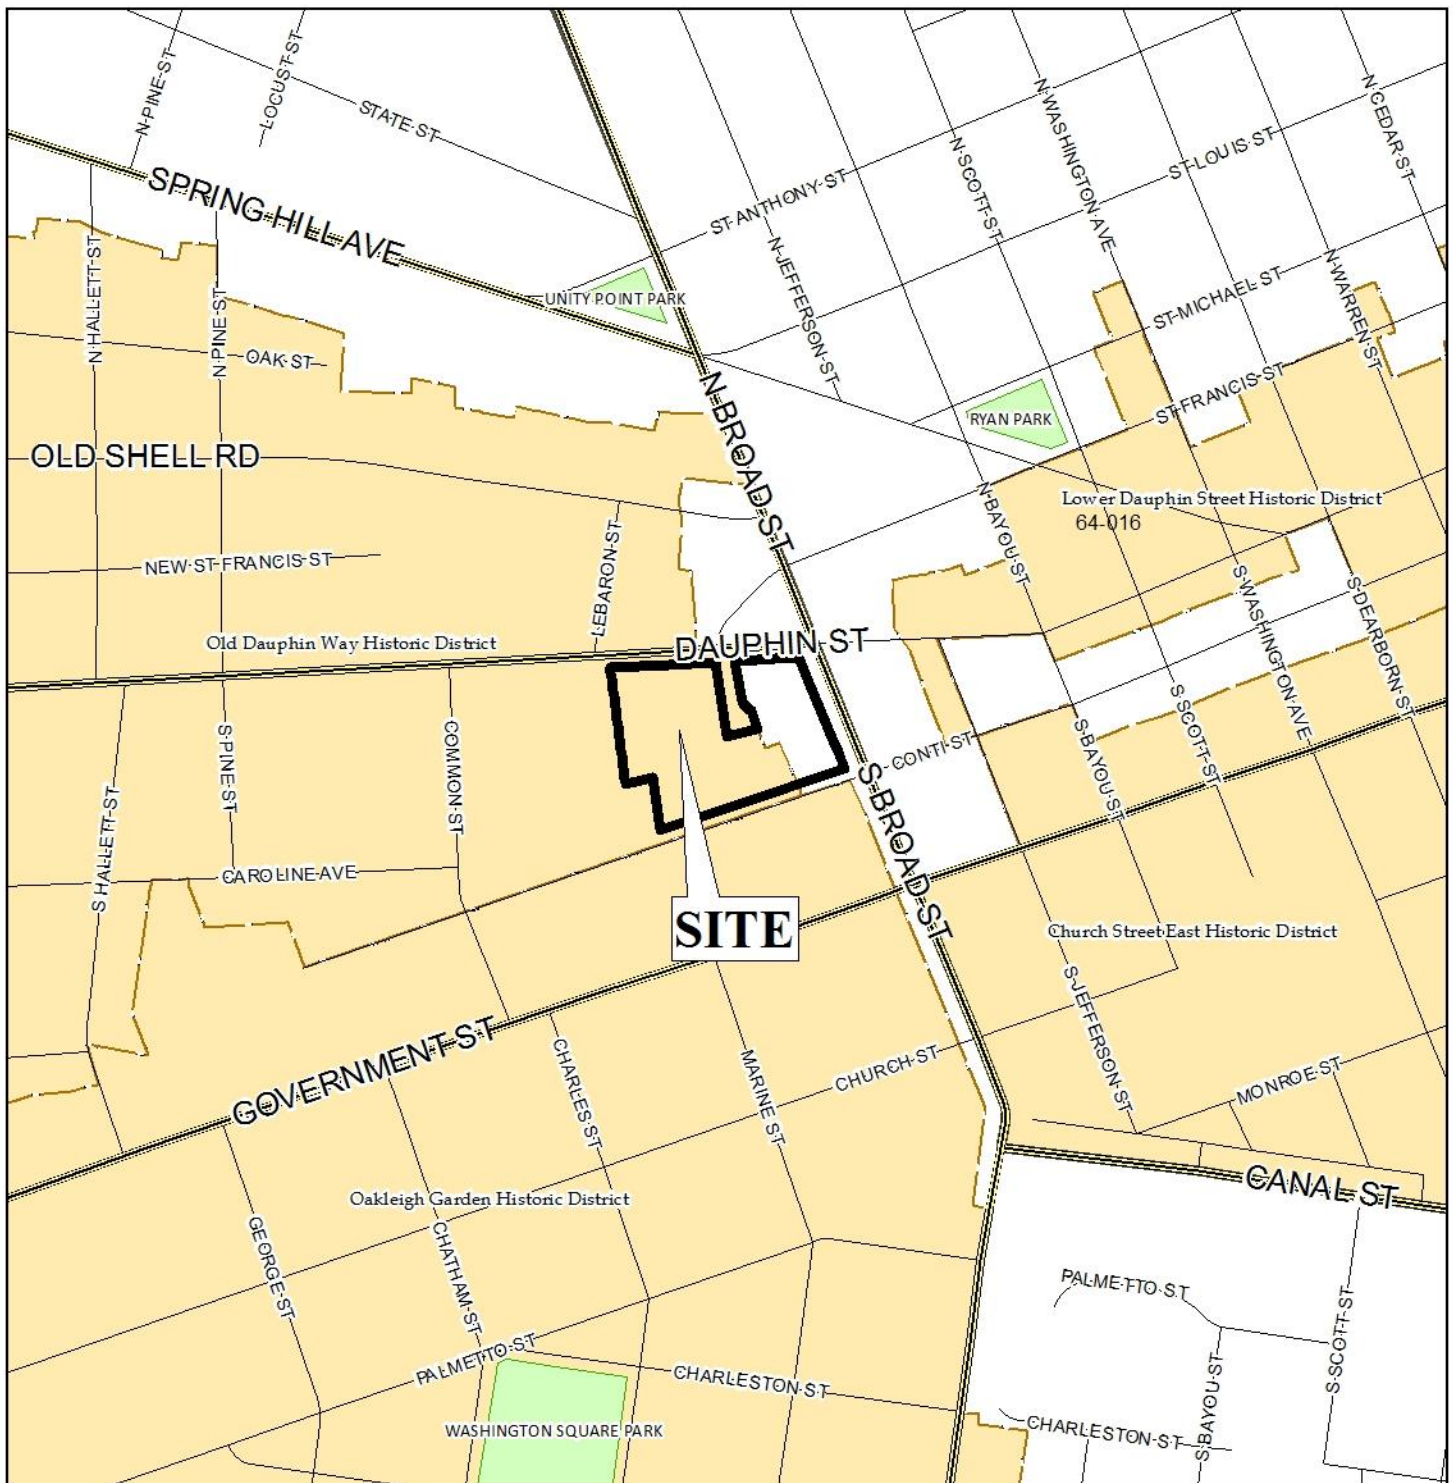 N PINE ST
LOCUST ST
STATE ST
SPRING HILL AVE
N HALLETT ST
N PINE ST
OAK ST
UNITY POINT PARK
ST ANTHONY ST
N JEFFERSON ST
N SCOTT ST
N WASHINGTON AVE
ST LOUIS ST
N CEDAR ST
ST MICHAEL ST
N WARREN ST
ST FRANCIS ST
RYAN PARK
N BROAD ST
OLD SHELL RD
NEW ST FRANCIS ST
LEBARON ST
N BAYOU ST
Lower Dauphin Street Historic District
64-016
S WASHINGTON AVE
S DEARBORN ST
Old Dauphin Way Historic District
DAUPHIN ST
S HALLETT ST
S PINE ST
COMMON ST
CAROLINE AVE
CONTI ST
S BAYOU ST
S SCOTT ST
S BROAD ST
SITE
Church Street East Historic District
GOVERNMENT ST
CHARLES ST
MARINE ST
CHURCH ST
S JEFFERSON ST
MONROE ST
CANAL ST
Oakleigh Garden Historic District
GEORGE ST
CHATHAM ST
PALMETTO ST
CHARLESTON ST
WASHINGTON SQUARE PARK
PALMETTO ST
S SCOTT ST
S BAYOU ST
CHARLESTON ST